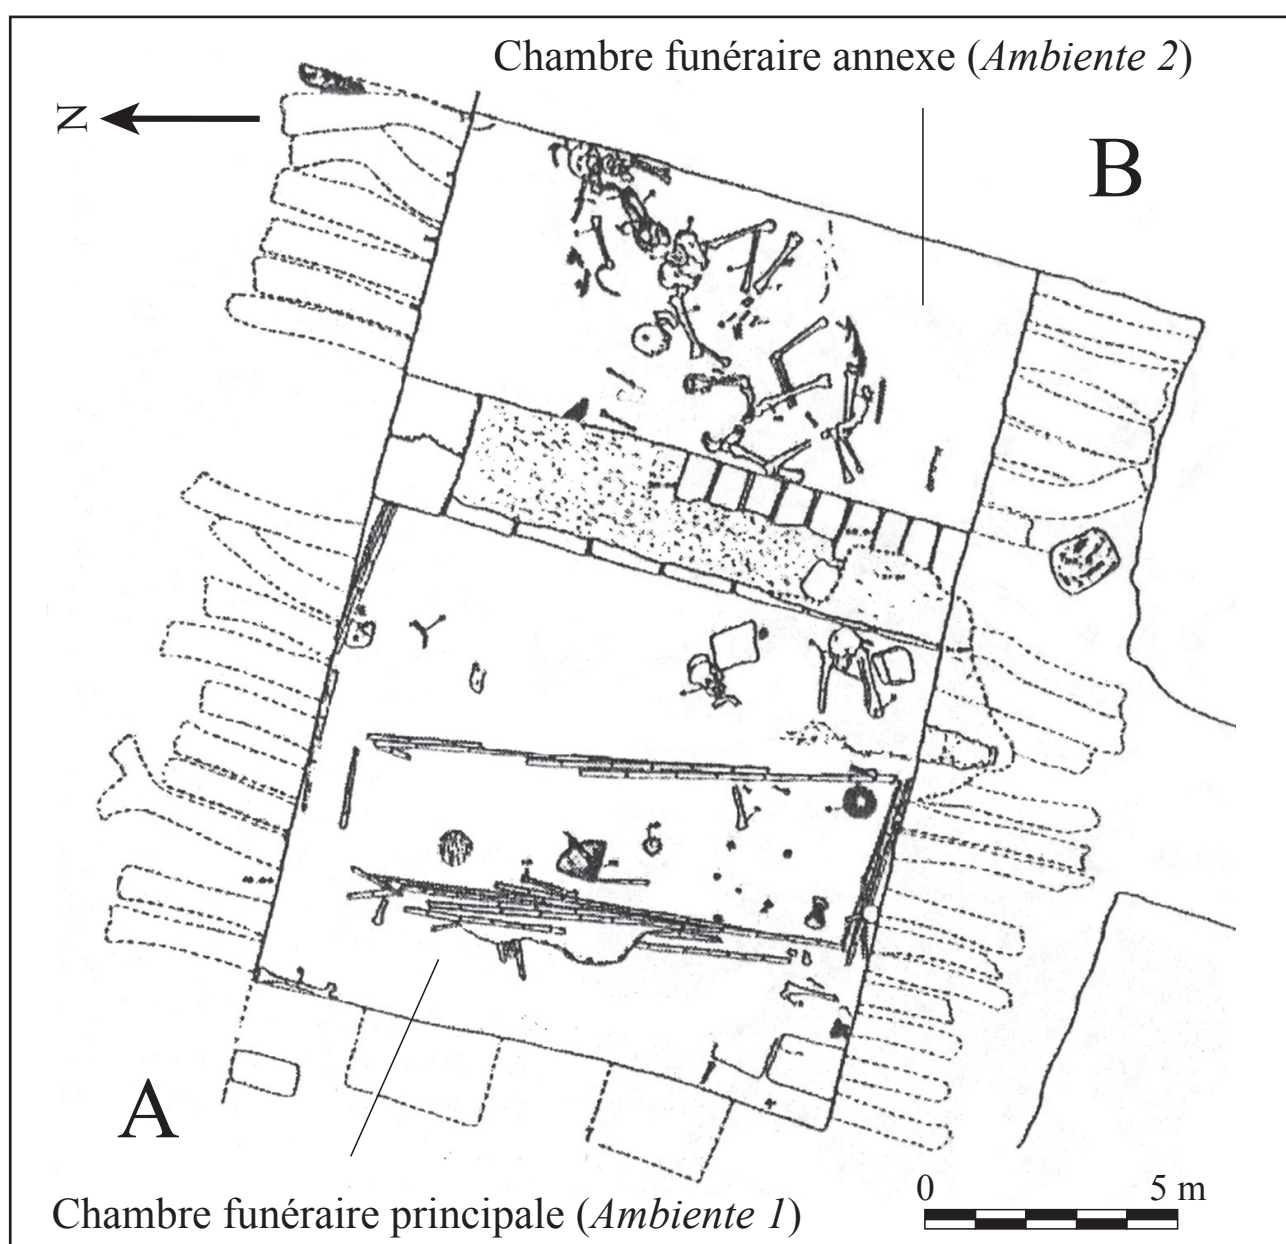 Chambre funéraire annexe (Ambiente 2)
N
B
A
0 5 m
Chambre funéraire principale (Ambiente 1)